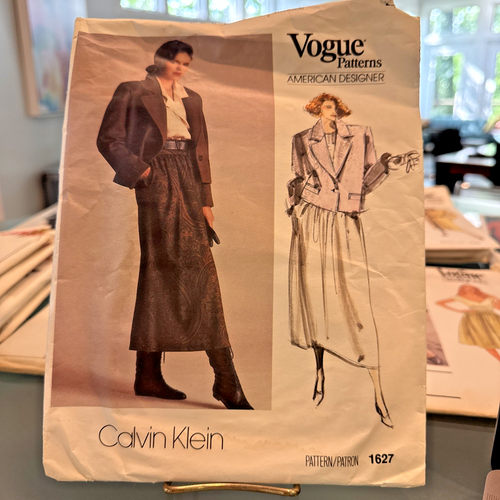 Vogue
Patterns
AMERICAN DESIGNER
Calvin Klein
PATTERN/PATRON 1627